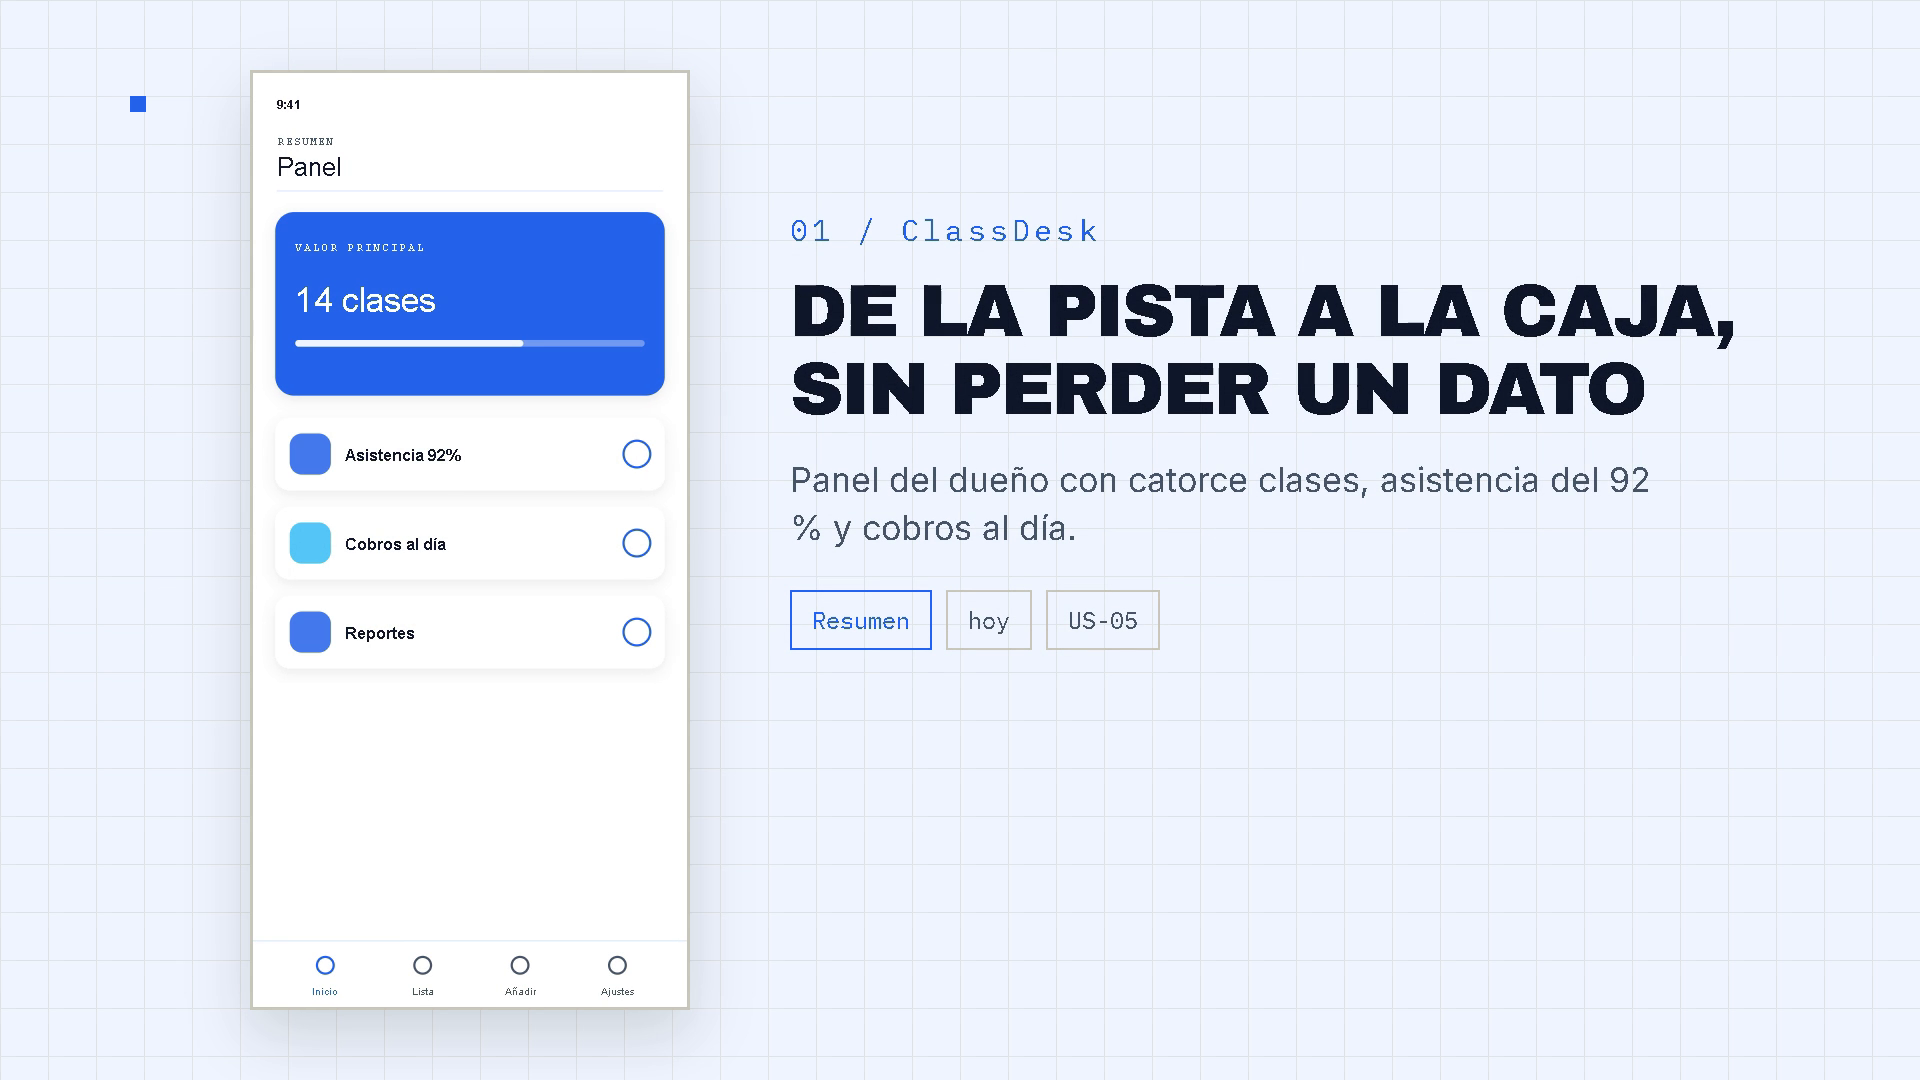 9:41
RESUMEN
Panel
VALOR PRINCIPAL
14 clases
Asistencia 92%
Cobros al día
Reportes
Inicio
Lista
Añadir
Ajustes
01 / ClassDesk
DE LA PISTA A LA CAJA,
SIN PERDER UN DATO
Panel del dueño con catorce clases, asistencia del 92
% y cobros al día.
Resumen
hoy
US-05